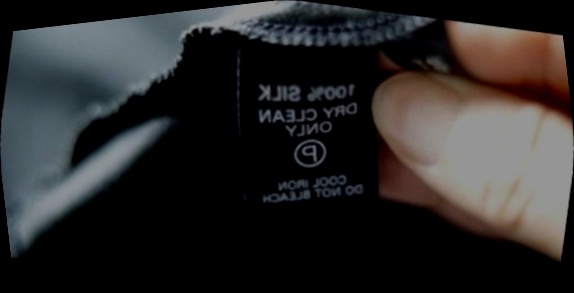 100% SILK
DRY CLEAN
ONLY
P
COOL IRON
DO NOT BLEACH